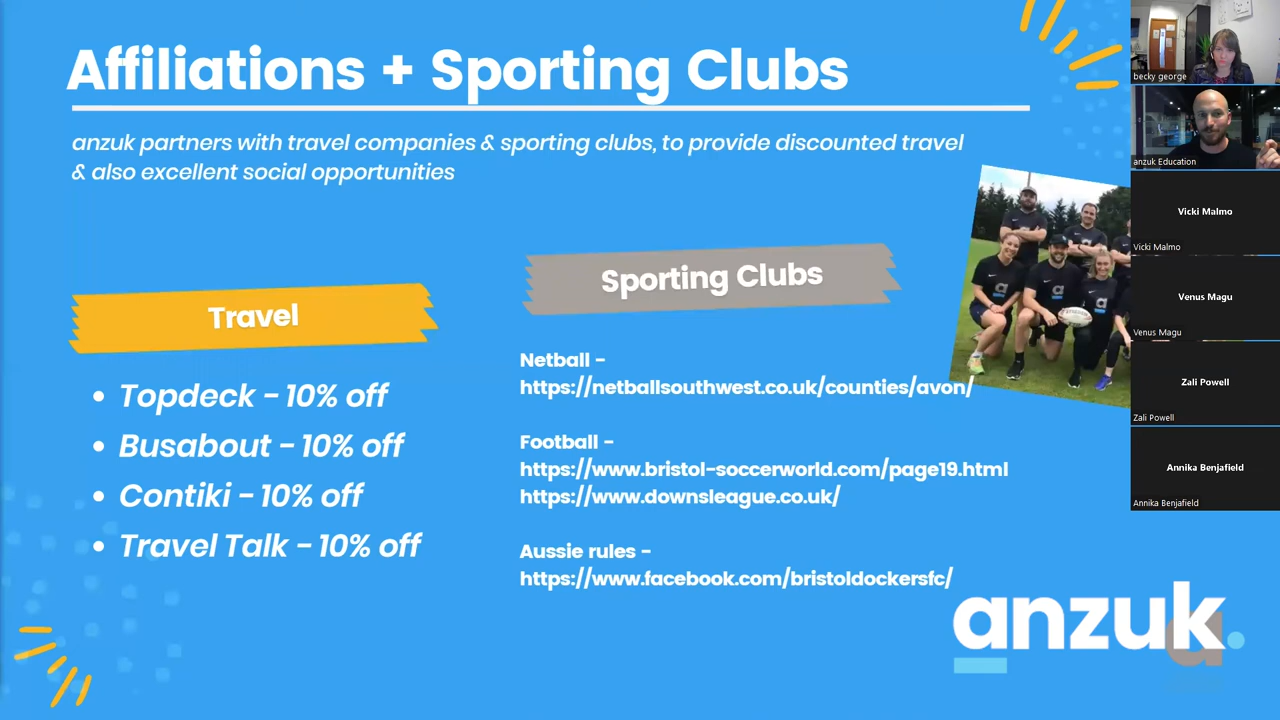 Affiliations + Sporting Clubs
anzuk partners with travel companies & sporting clubs, to provide discounted travel
& also excellent social opportunities
Travel
Topdeck - 10% off
Busabout - 10% off
Contiki - 10% off
Travel Talk - 10% off
Sporting Clubs
Netball -
https://netballsouthwest.co.uk/counties/avon/
Football -
https://www.bristol-soccerworld.com/page19.html
https://www.downsleague.co.uk/
Aussie rules -
https://www.facebook.com/bristoldockersfc/
anzuk.
a
becky george
anzuk Education
Vicki Malmo
Vicki Malmo
Venus Magu
Venus Magu
Zali Powell
Zali Powell
Annika Benjafield
Annika Benjafield